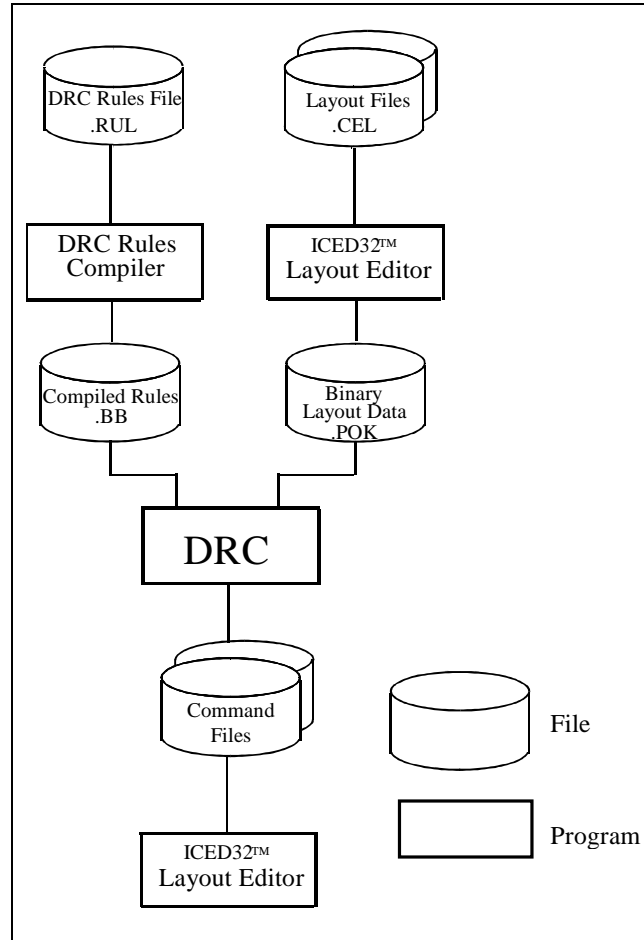 DRC Rules File
.RUL
Layout Files
.CEL
DRC Rules
Compiler
ICED32™
Layout Editor
Compiled Rules
.BB
Binary
Layout Data
.POK
DRC
Command
Files
File
ICED32™
Layout Editor
Program